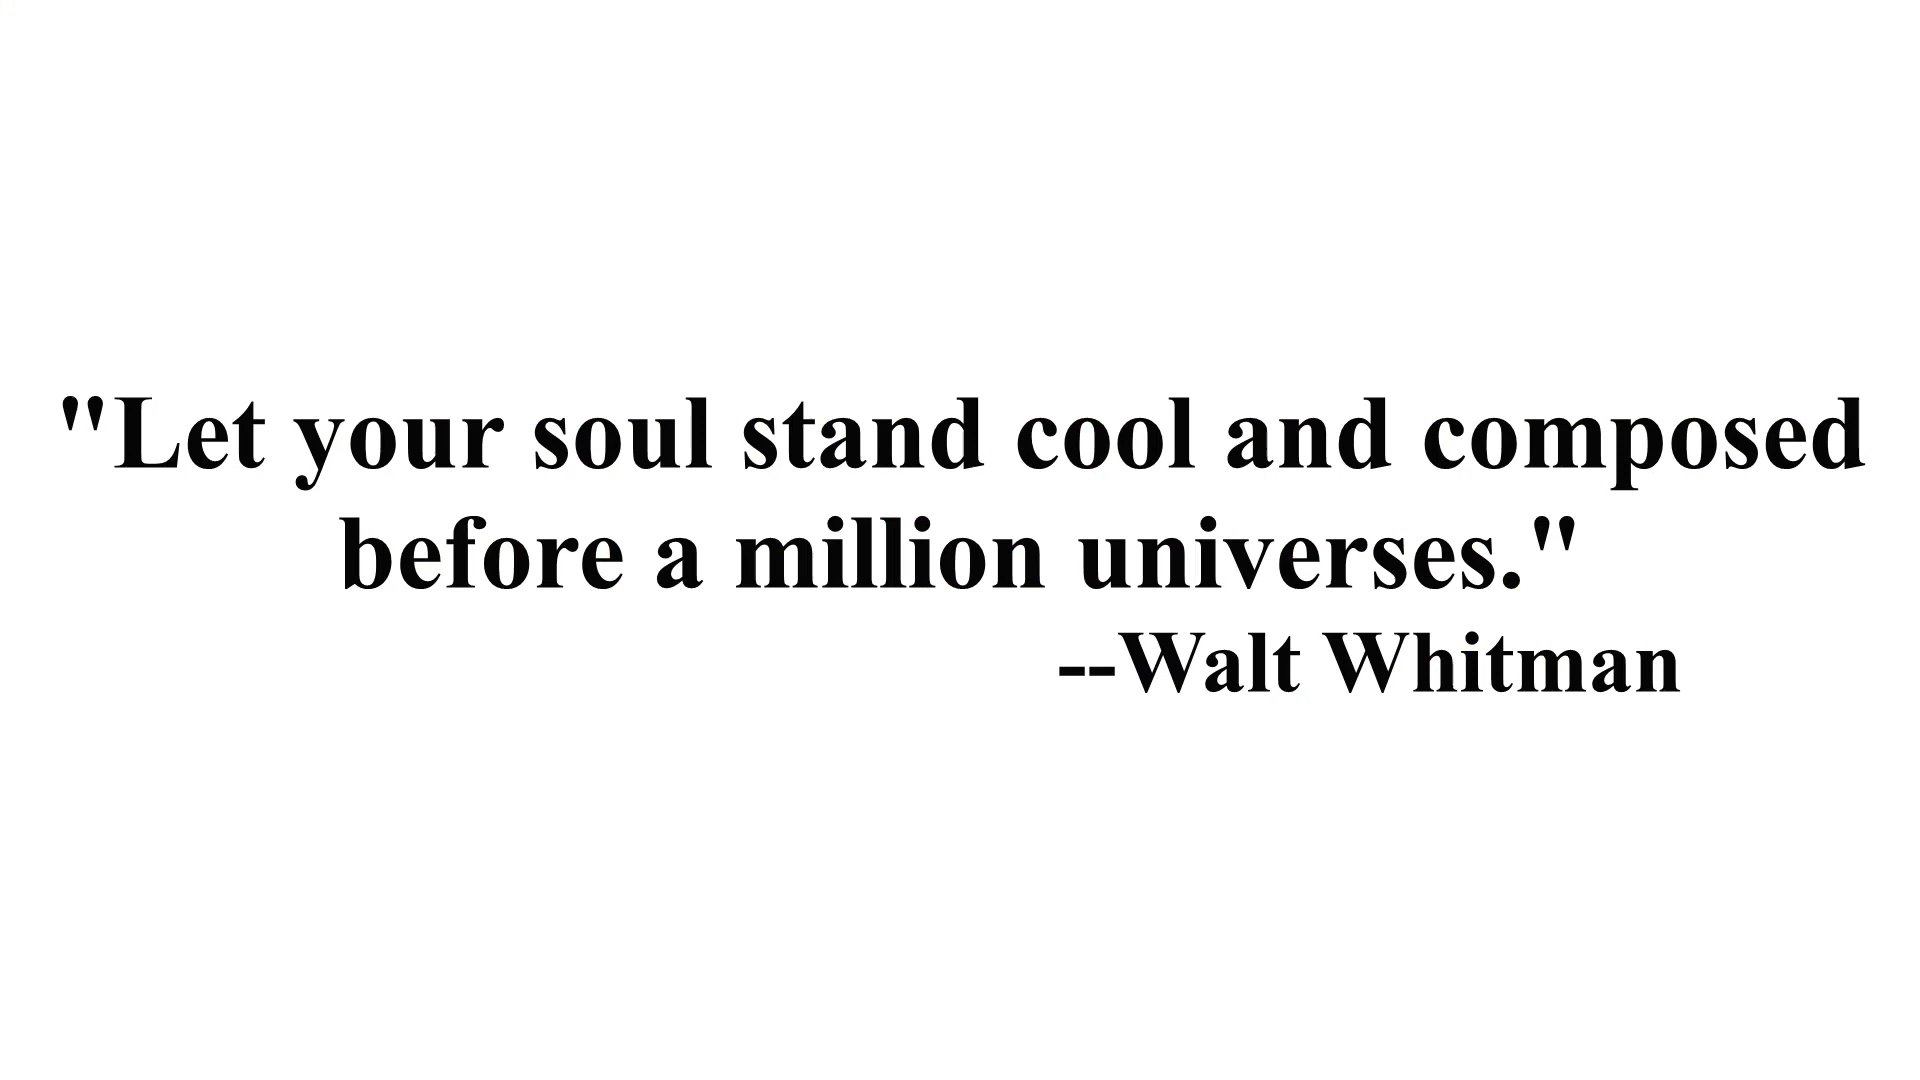 "Let your soul stand cool and composed
before a million universes."
--Walt Whitman